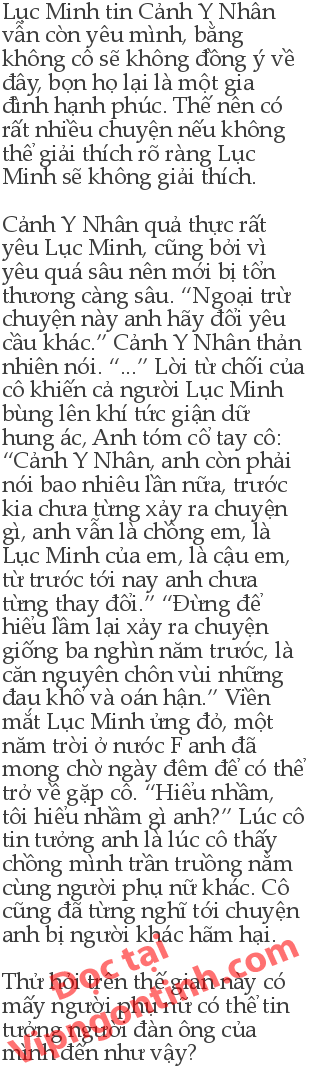 Lục Minh tin Cảnh Y Nhân
vẫn còn yêu mình, bằng
không cô sẽ không đồng ý về
đây, bọn họ lại là một gia
đình hạnh phúc. Thế nên có
rất nhiều chuyện nếu không
thể giải thích rõ ràng Lục
Minh sẽ không giải thích.
Cảnh Y Nhân quả thực rất
yêu Lục Minh, cũng bởi vì
yêu quá sâu nên mới bị tổn
thương càng sâu. “Ngoại trừ
chuyện này anh hãy đổi yêu
cầu khác.” Cảnh Y Nhân thản
nhiên nói. “...” Lời từ chối của
cô khiến cả người Lục Minh
bùng lên khí tức giận dữ
hung ác, Anh tóm cổ tay cô:
“Cảnh Y Nhân, anh còn phải
nói bao nhiêu lần nữa, trước
kia chưa từng xảy ra chuyện
gì, anh vẫn là chồng em, là
Lục Minh của em, là cậu em,
từ trước tới nay anh chưa
từng thay đổi.” “Đừng để
hiểu lầm lại xảy ra chuyện
giống ba nghìn năm trước, là
căn nguyên chôn vùi những
đau khổ và oán hận.” Viền
mắt Lục Minh ửng đỏ, một
năm trời ở nước F anh đã
mong chờ ngày đêm để có thể
trở về gặp cô. “Hiểu nhầm,
tôi hiểu nhầm gì anh?” Lúc cô
tin tưởng anh là lúc cô thấy
chồng mình trần truồng nằm
cùng người phụ nữ khác. Cô
cũng đã từng nghĩ tới chuyện
anh bị người khác hãm hại.
Thử hỏi trên thế gian này có
mấy người phụ nữ có thể tin
tưởng người đàn ông của
mình đến như vậy?
Đọc tại
Vipngontinh.com